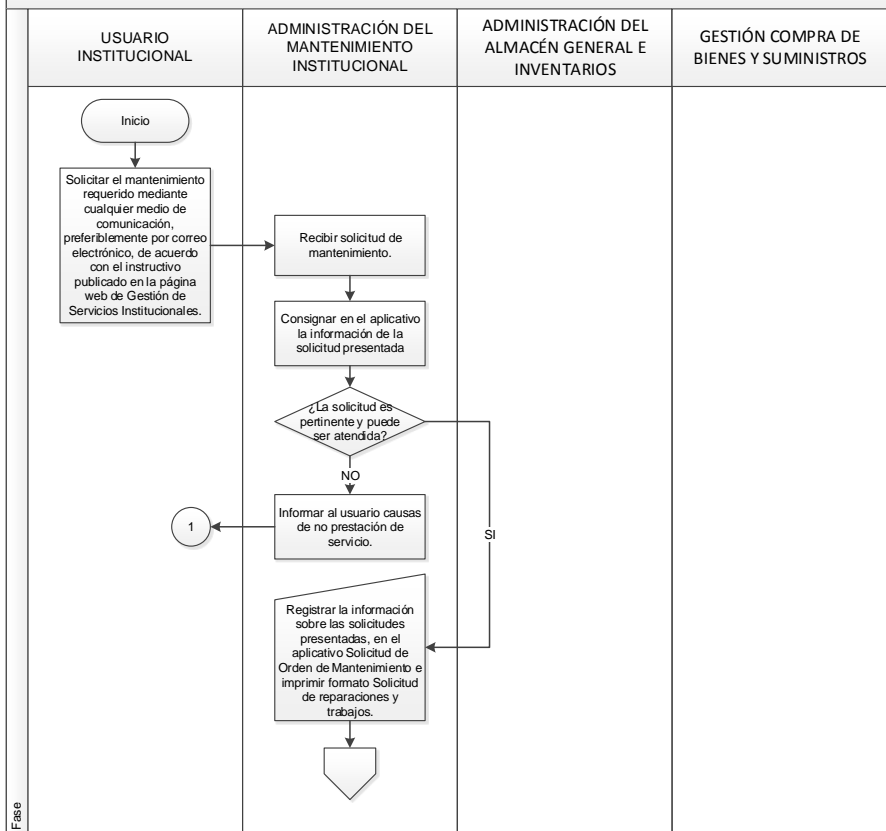 USUARIO
INSTITUCIONAL
ADMINISTRACIÓN DEL
MANTENIMIENTO
INSTITUCIONAL
ADMINISTRACIÓN DEL
ALMACÉN GENERAL E
INVENTARIOS
GESTIÓN COMPRA DE
BIENES Y SUMINISTROS
Inicio
Solicitar el mantenimiento
requerido mediante
cualquier medio de
comunicación,
preferiblemente por correo
electrónico, de acuerdo
con el instructivo
publicado en la página
web de Gestión de
Servicios Institucionales.
Recibir solicitud de
mantenimiento.
Consignar en el aplicativo
la información de la
solicitud presentada
¿La solicitud es
pertinente y puede
ser atendida?
NO
SI
Informar al usuario causas
de no prestación de
servicio.
1
Registrar la información
sobre las solicitudes
presentadas, en el
aplicativo Solicitud de
Orden de Mantenimiento e
imprimir formato Solicitud
de reparaciones y
trabajos.
Fase